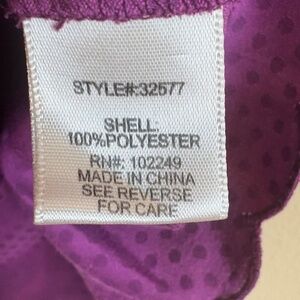 STYLE#:32577
SHELL:
100%POLYESTER
RN#: 102249
MADE IN CHINA
SEE REVERSE
FOR CARE